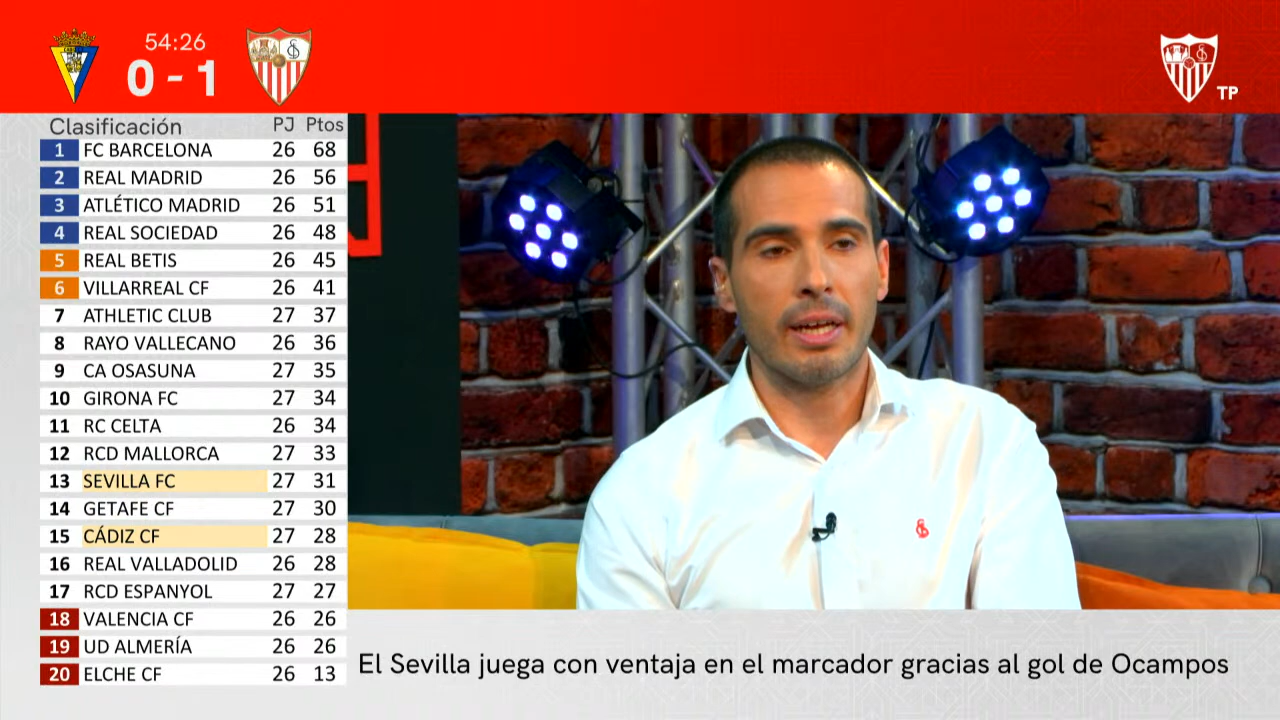 54:26
0 - 1
TP
Clasificación PJ Ptos
1 FC BARCELONA 26 68
2 REAL MADRID 26 56
3 ATLÉTICO MADRID 26 51
4 REAL SOCIEDAD 26 48
5 REAL BETIS 26 45
6 VILLARREAL CF 26 41
7 ATHLETIC CLUB 27 37
8 RAYO VALLECANO 26 36
9 CA OSASUNA 27 35
10 GIRONA FC 27 34
11 RC CELTA 26 34
12 RCD MALLORCA 27 33
13 SEVILLA FC 27 31
14 GETAFE CF 27 30
15 CÁDIZ CF 27 28
16 REAL VALLADOLID 26 28
17 RCD ESPANYOL 27 27
18 VALENCIA CF 26 26
19 UD ALMERÍA 26 26
20 ELCHE CF 26 13
El Sevilla juega con ventaja en el marcador gracias al gol de Ocampos